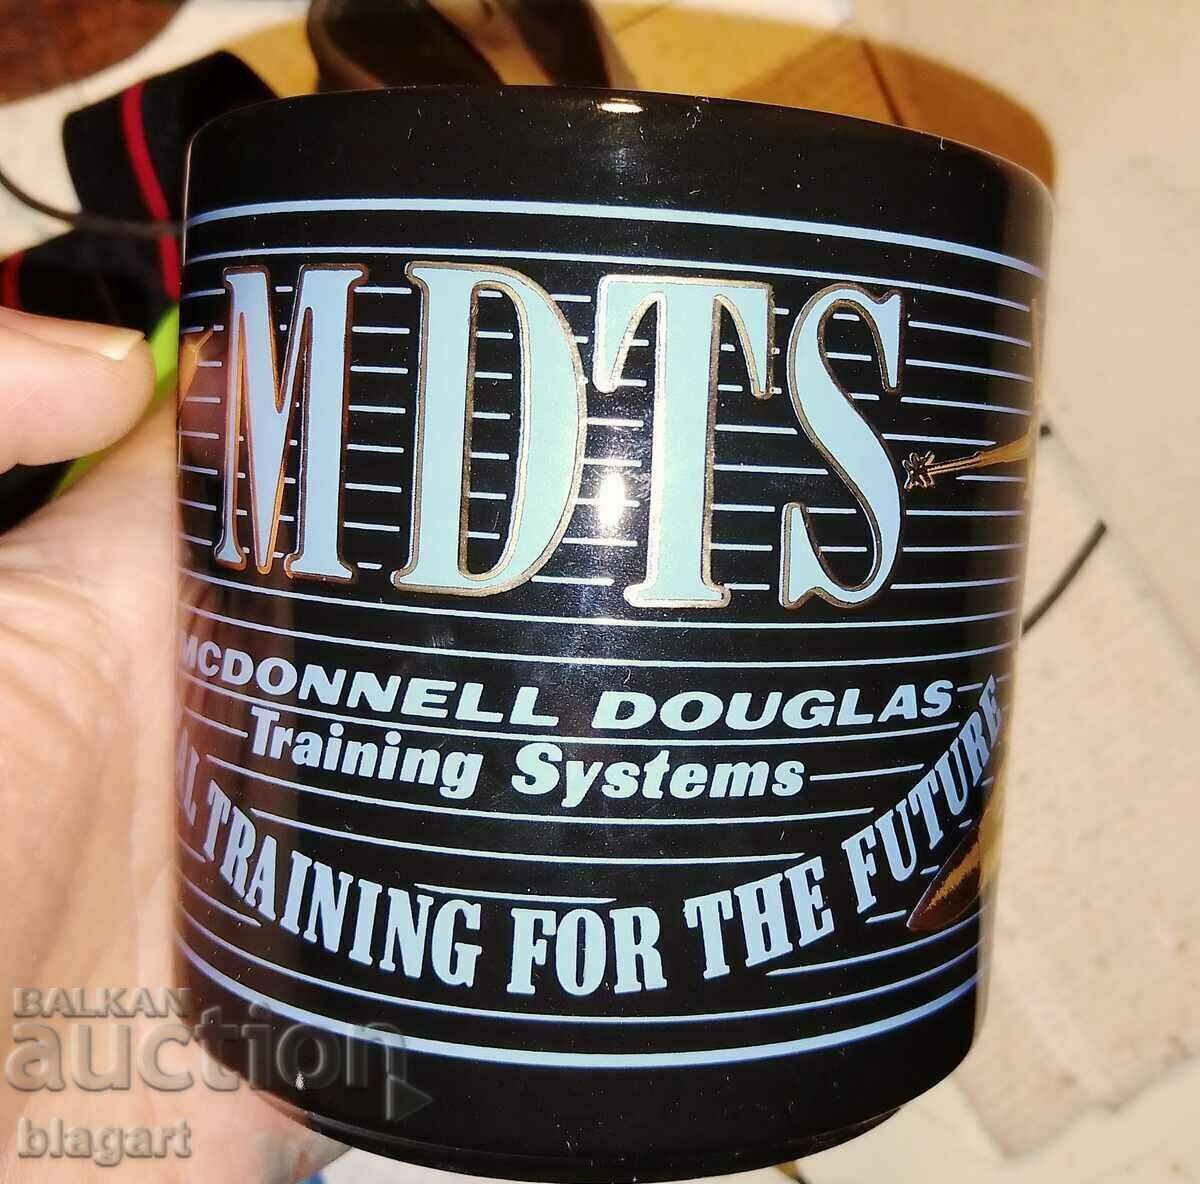 MDTS
MCDONNELL DOUGLAS
Training Systems
TRAINING FOR THE FUTURE
BALKAN
auction
blagart